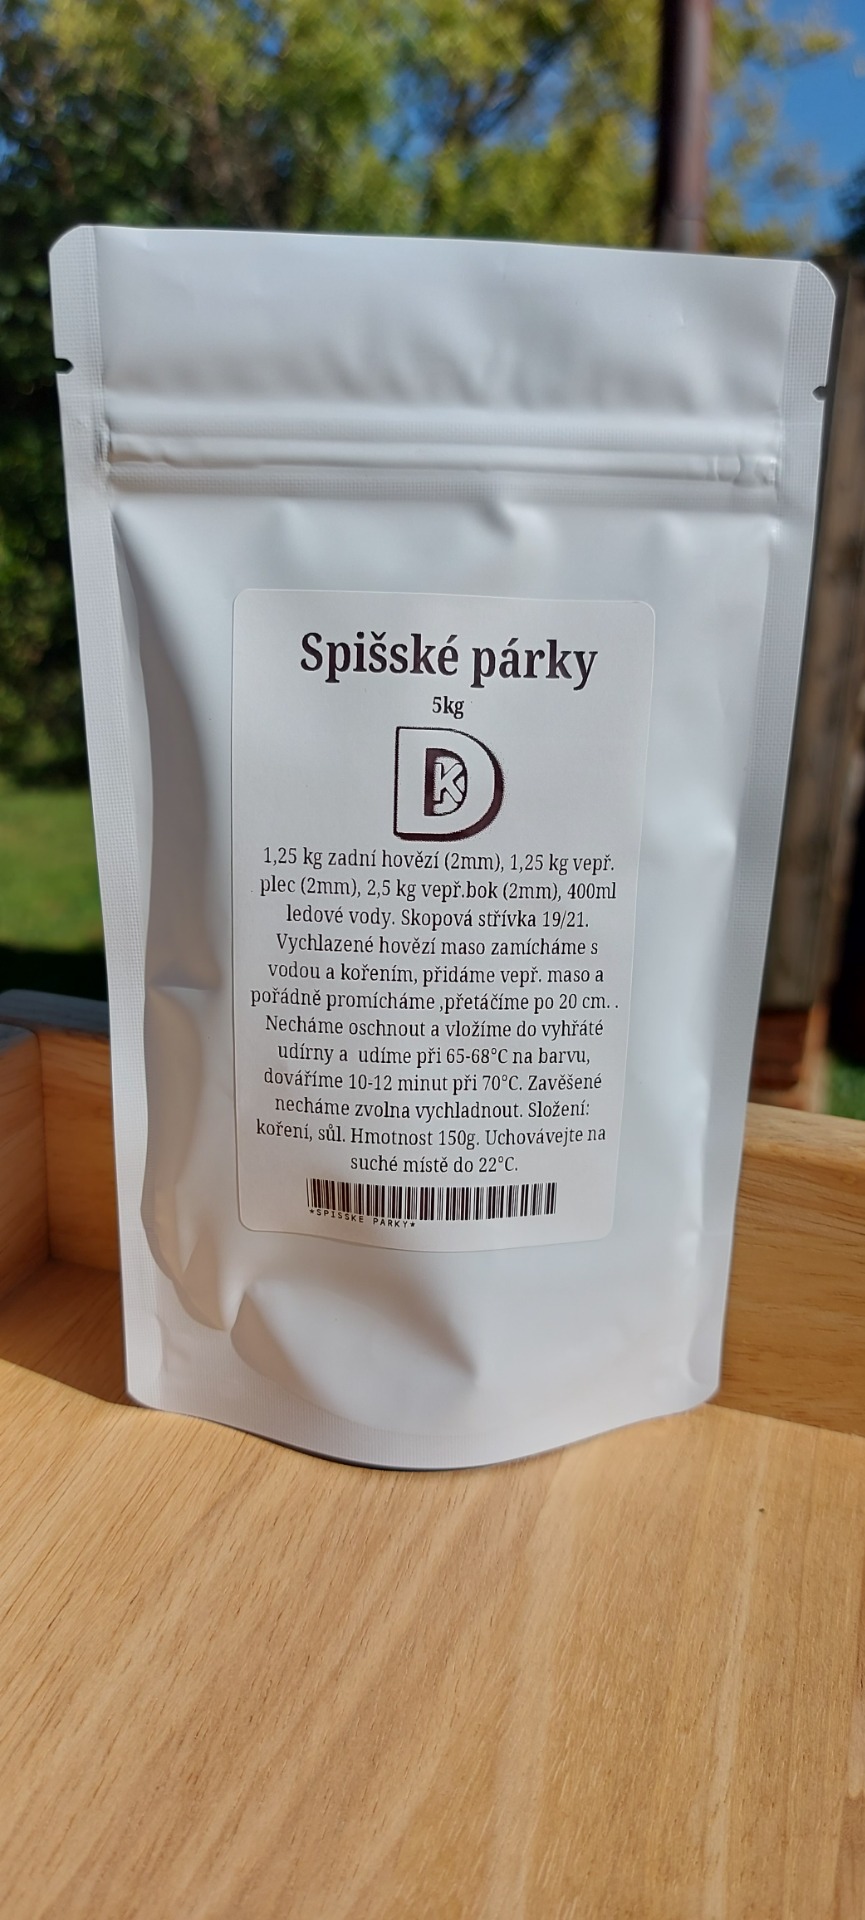 Spišské párky
5kg
DK
1,25 kg zadní hovězí (2mm), 1,25 kg vepř.
plec (2mm), 2,5 kg vepř.bok (2mm), 400ml
ledové vody. Skopová střívka 19/21.
Vychlazené hovězí maso zamícháme s
vodou a kořením, přidáme vepř. maso a
pořádně promícháme ,přetáčíme po 20 cm. .
Necháme oschnout a vložíme do vyhřáté
udírny a  udíme při 65-68°C na barvu,
dováříme 10-12 minut při 70°C. Zavěšené
necháme zvolna vychladnout. Složení:
koření, sůl. Hmotnost 150g. Uchovávejte na
suché místě do 22°C.
*SPISSKE PARKY*